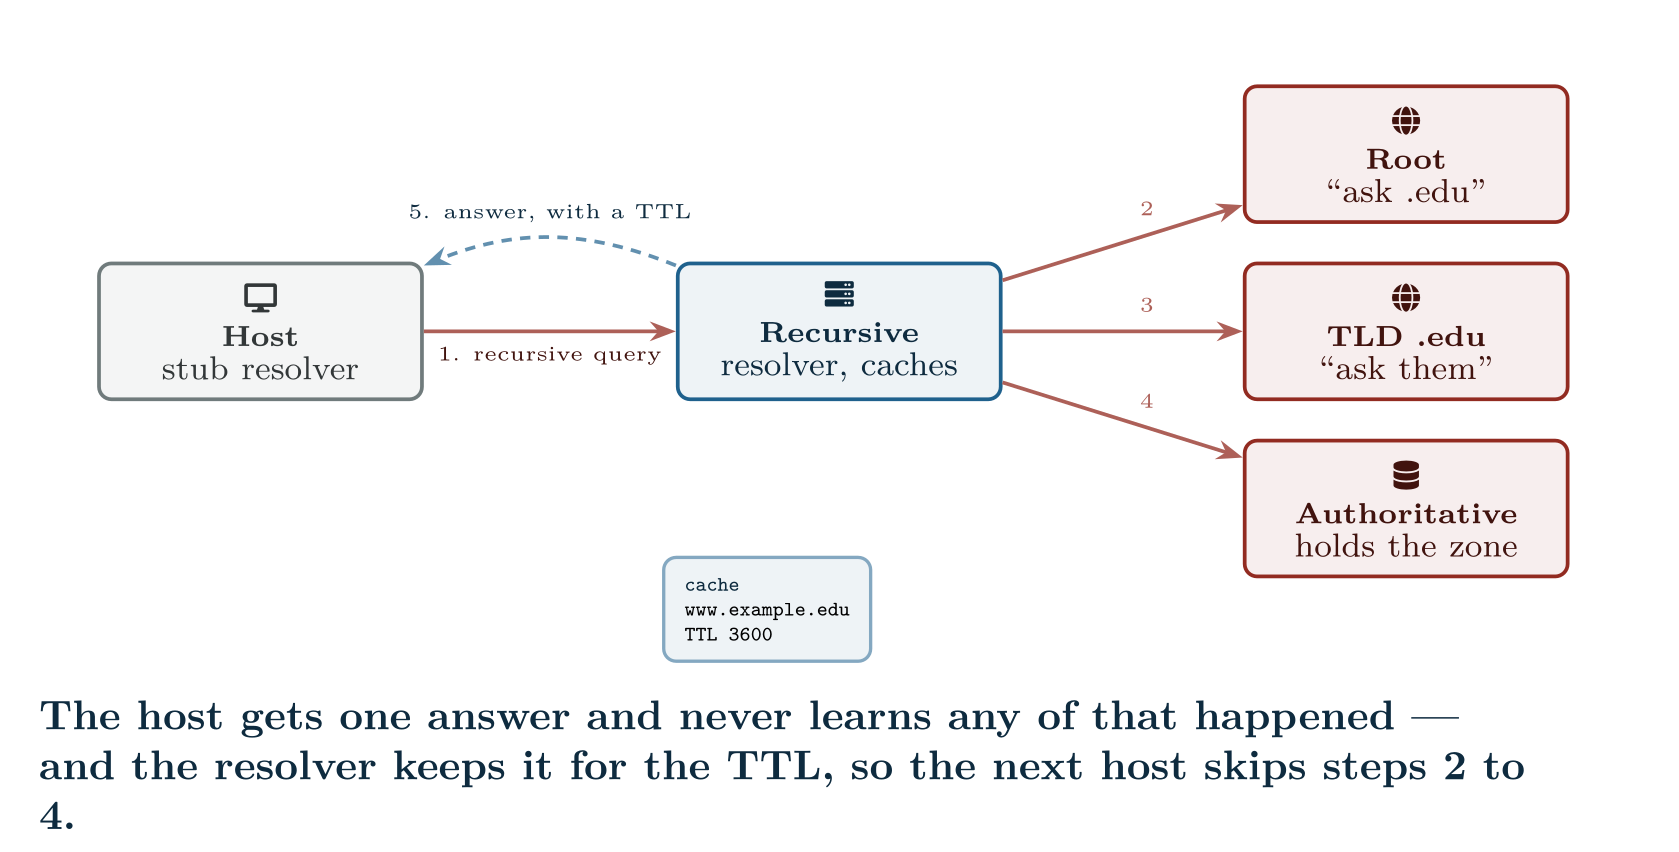 Root
“ask .edu”
2
5. answer, with a TTL
Host
stub resolver
1. recursive query
Recursive
resolver, caches
3
TLD .edu
“ask them”
4
Authoritative
holds the zone
cache
www.example.edu
TTL 3600
The host gets one answer and never learns any of that happened —
and the resolver keeps it for the TTL, so the next host skips steps 2 to
4.